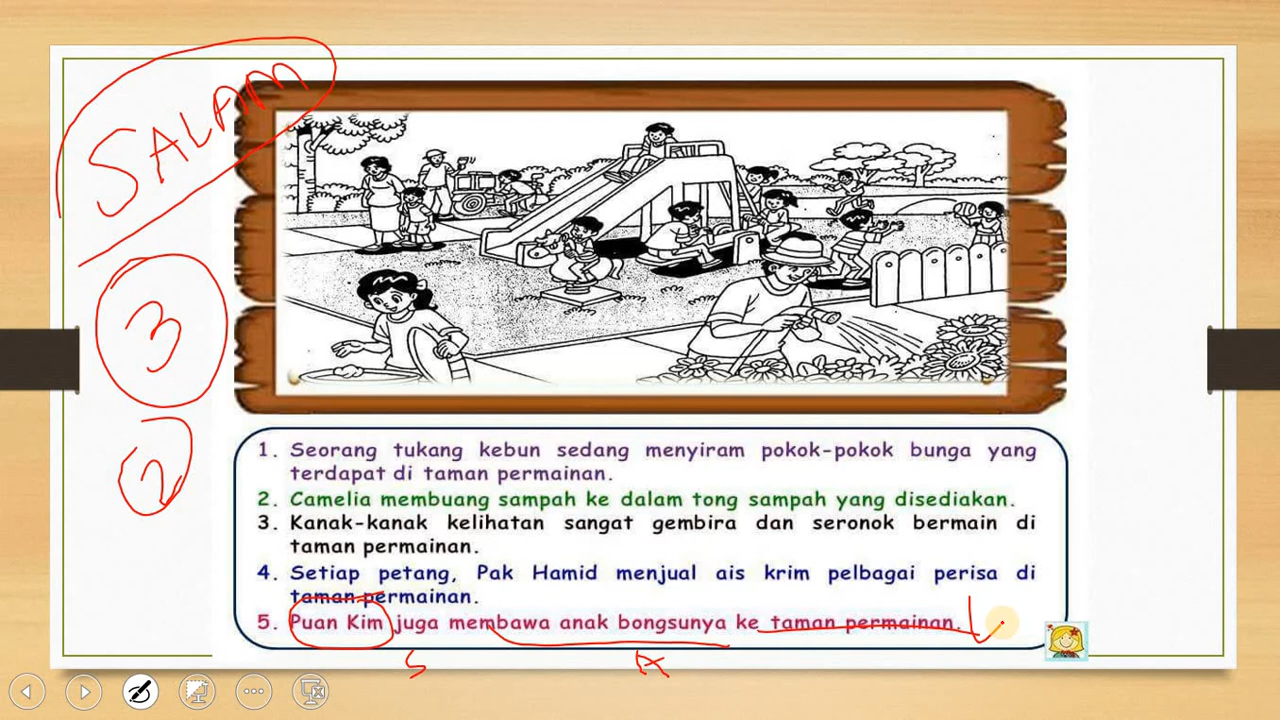 SALAM
3
2
1. Seorang tukang kebun sedang menyiram pokok-pokok bunga yang
terdapat di taman permainan.
2. Camelia membuang sampah ke dalam tong sampah yang disediakan.
3. Kanak-kanak kelihatan sangat gembira dan seronok bermain di
taman permainan.
4. Setiap petang, Pak Hamid menjual ais krim pelbagai perisa di
taman permainan.
5. Puan Kim juga membawa anak bongsunya ke taman permainan.
S A L